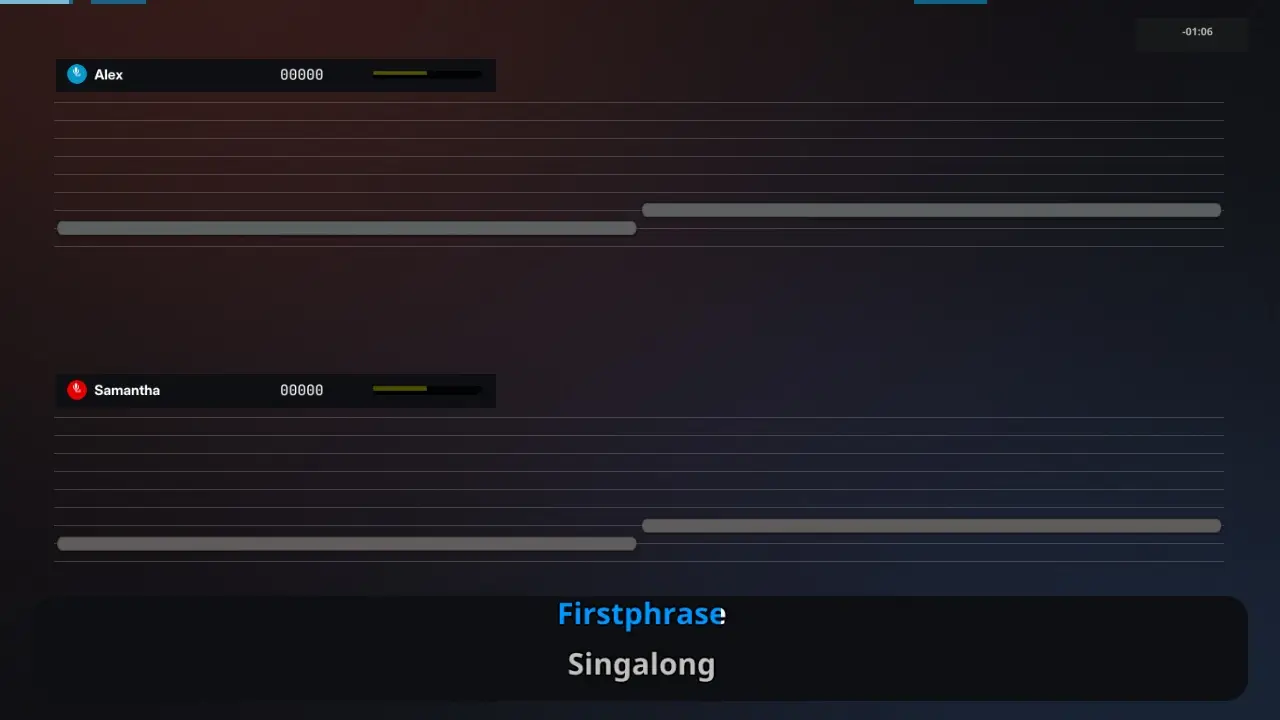 -01:06
Alex 00000
Samantha 00000
Firstphrase
Singalong